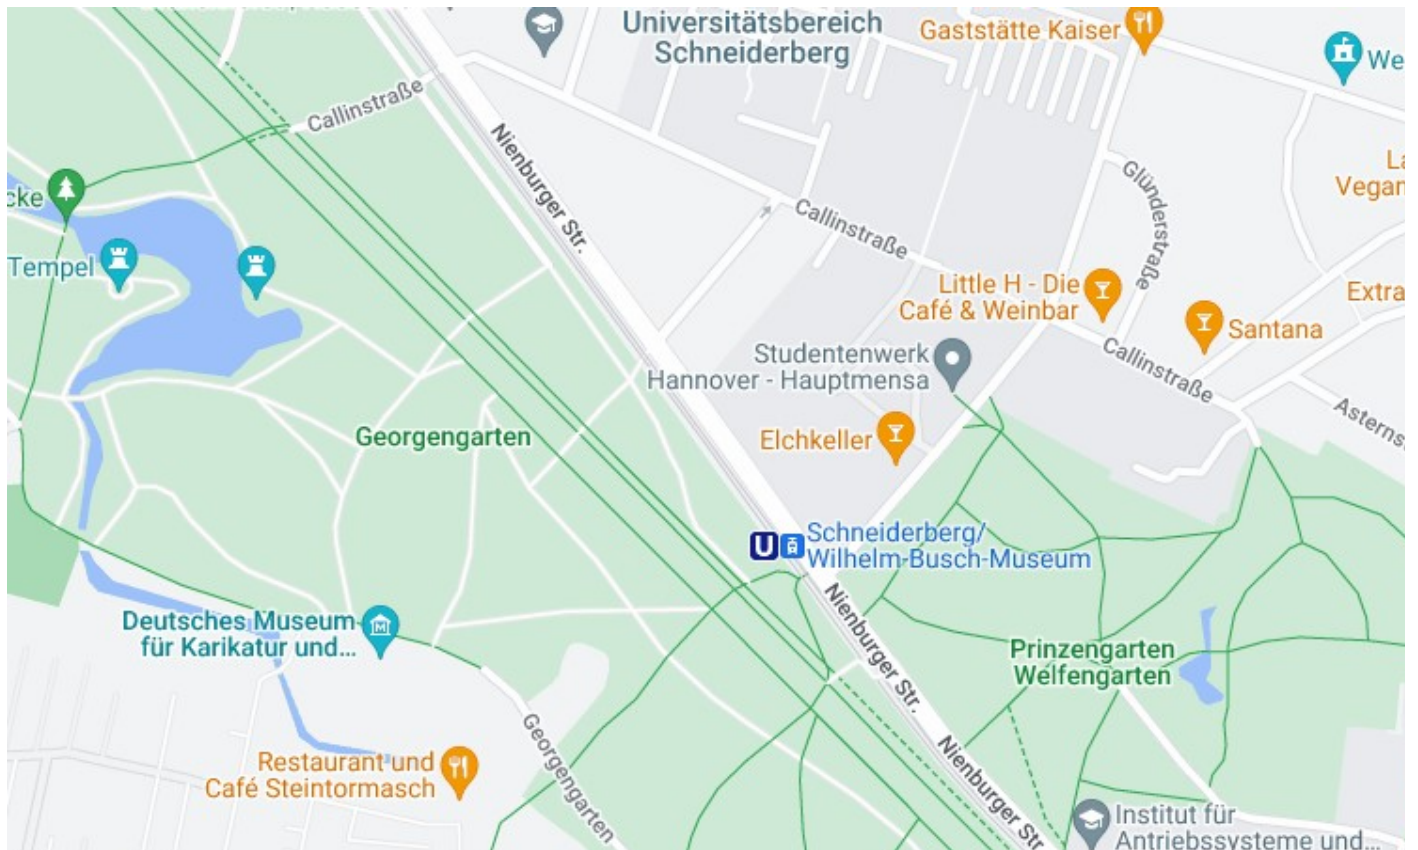 Universitätsbereich
Schneiderberg
Gaststätte Kaiser
We
Callinstraße
Nienburger Str.
La
Vegan
Glünderstraße
cke
Callinstraße
Tempel
Little H - Die
Café & Weinbar
Extra
Santana
Studentenwerk
Hannover - Hauptmensa
Callinstraße
Georgengarten
Elchkeller
Asternst
U
Schneiderberg/
Wilhelm-Busch-Museum
Deutsches Museum
für Karikatur und...
M
Nienburger Str.
Prinzengarten
Welfengarten
Georgengarten
Restaurant und
Café Steintormasch
Nienburger Str
Institut für
Antriebssysteme und...